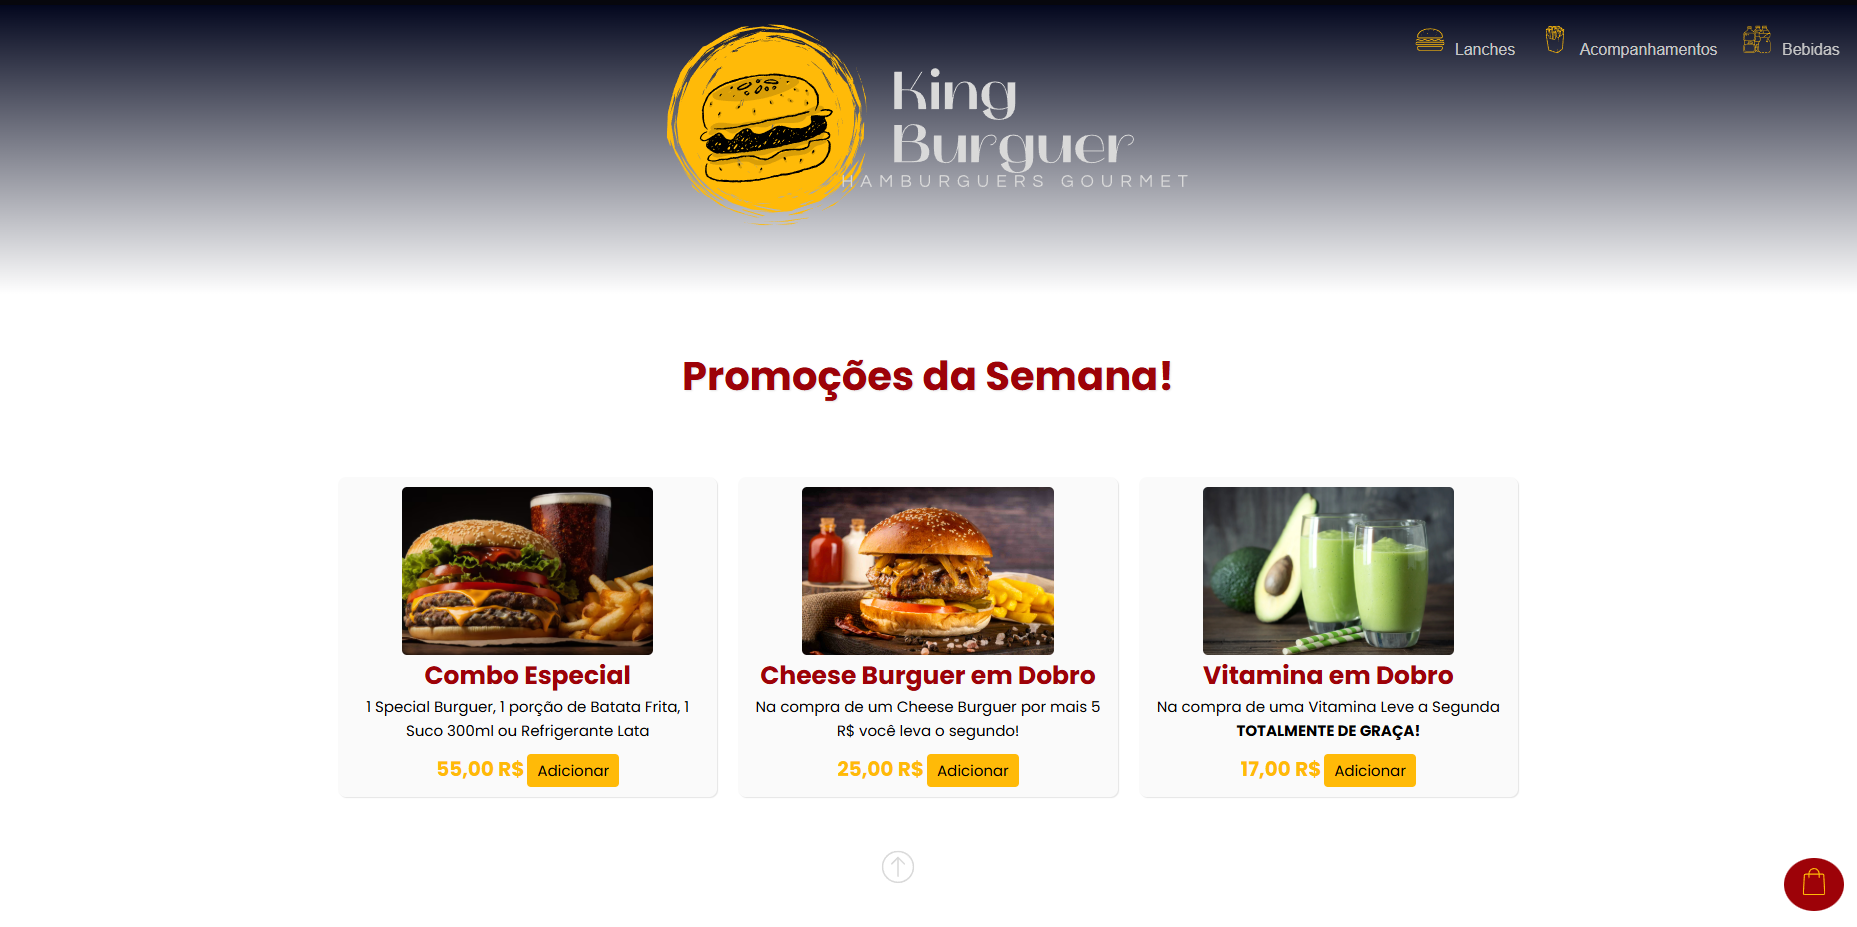 Lanches
Acompanhamentos
Bebidas
King
Burguer
HAMBURGUERS GOURMET
Promoções da Semana!
Combo Especial
1 Special Burguer, 1 porção de Batata Frita, 1
Suco 300ml ou Refrigerante Lata
55,00 R$ Adicionar
Cheese Burguer em Dobro
Na compra de um Cheese Burguer por mais 5
R$ você leva o segundo!
25,00 R$ Adicionar
Vitamina em Dobro
Na compra de uma Vitamina Leve a Segunda
TOTALMENTE DE GRAÇA!
17,00 R$ Adicionar